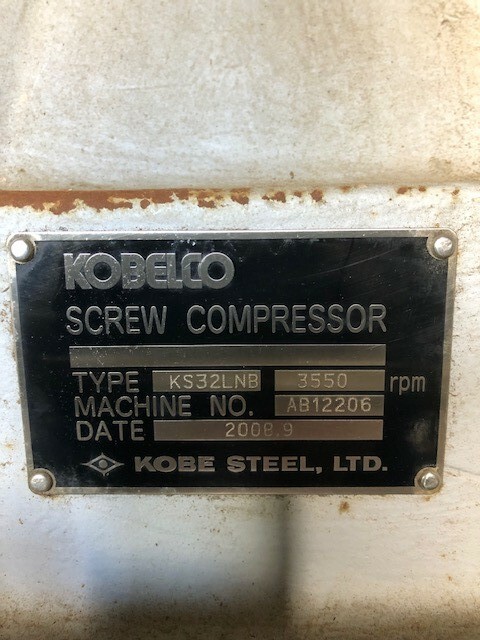 KOBELCO
SCREW COMPRESSOR
TYPE KS32LNB 3550 rpm
MACHINE NO. AB12206
DATE 2008.9
KOBE STEEL, LTD.